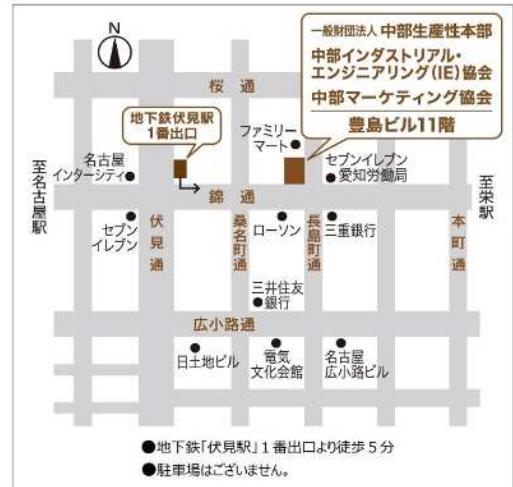 N
一般財団法人 中部生産性本部
中部インダストリアル・
エンジニアリング(IE)協会
中部マーケティング協会
豊島ビル11階
桜通
地下鉄伏見駅
1番出口
ファミリー
マート
名古屋
インターシティ
セブンイレブン
愛知労働局
至名古屋駅
至栄駅
錦通
セブン
イレブン
伏見通
桑名町通
ローソン
長島町通
三重銀行
本町通
三井住友
銀行
広小路通
日土地ビル
電気
文化会館
名古屋
広小路ビル
●地下鉄「伏見駅」1番出口より徒歩5分
●駐車場はございません。